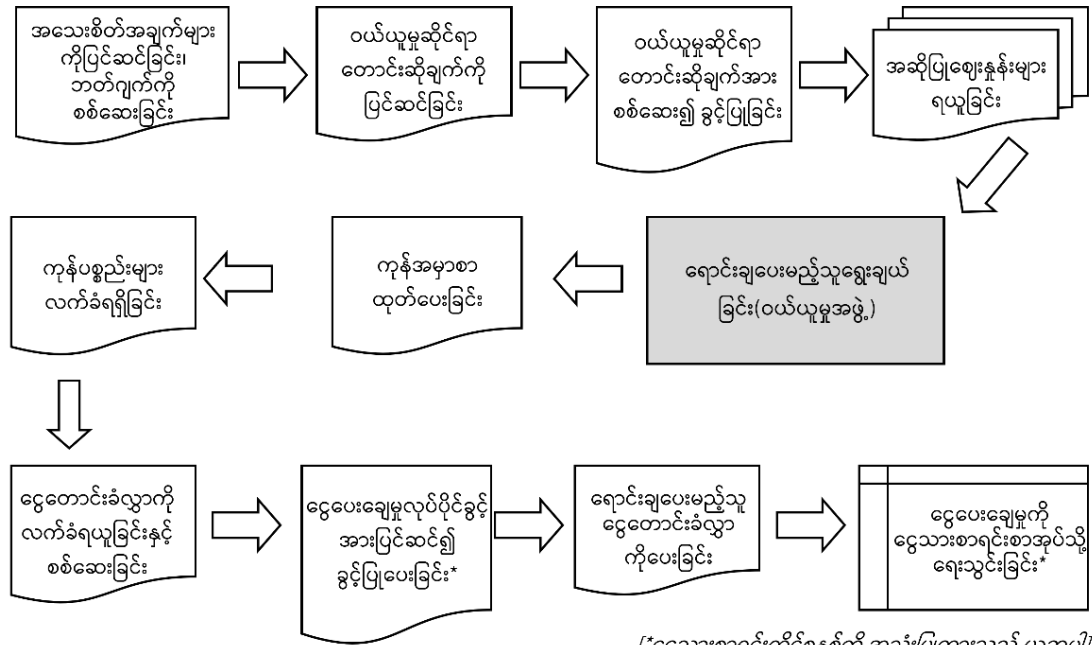 အသေးစိတ်အချက်များ
ကိုပြင်ဆင်ခြင်း၊
ဘတ်ဂျက်ကို
စစ်ဆေးခြင်း
ဝယ်ယူမှုဆိုင်ရာ
တောင်းဆိုချက်ကို
ပြင်ဆင်ခြင်း
ဝယ်ယူမှုဆိုင်ရာ
တောင်းဆိုချက်အား
စစ်ဆေး၍ ခွင့်ပြုခြင်း
အဆိုပြုဈေးနှုန်းများ
ရယူခြင်း
ရောင်းချပေးမည့်သူရွေးချယ်
ခြင်း(ဝယ်ယူမှုအဖွဲ့)
ကုန်အမှာစာ
ထုတ်ပေးခြင်း
ကုန်ပစ္စည်းများ
လက်ခံရရှိခြင်း
ငွေတောင်းခံလွှာကို
လက်ခံရယူခြင်းနှင့်
စစ်ဆေးခြင်း
ငွေပေးချေမှုလုပ်ပိုင်ခွင့်
အားပြင်ဆင်၍
ခွင့်ပြုပေးခြင်း*
ရောင်းချပေးမည့်သူ
ငွေတောင်းခံလွှာ
ကိုပေးခြင်း
ငွေပေးချေမှုကို
ငွေသားစာရင်းစာအုပ်သို့
ရေးသွင်းခြင်း*